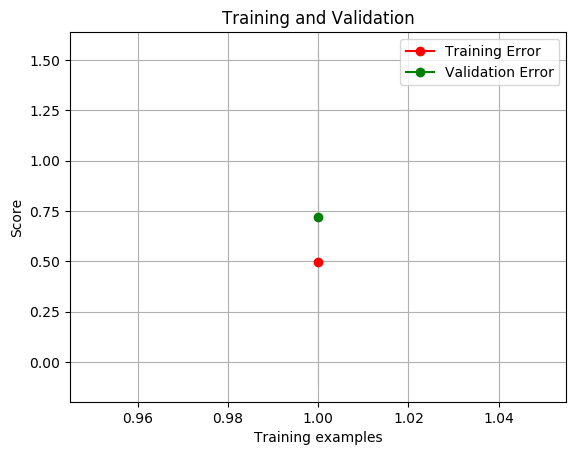 Training and Validation
Training Error
Validation Error
1.50
1.25
1.00
0.75
0.50
0.25
0.00
Score
0.96 0.98 1.00 1.02 1.04
Training examples